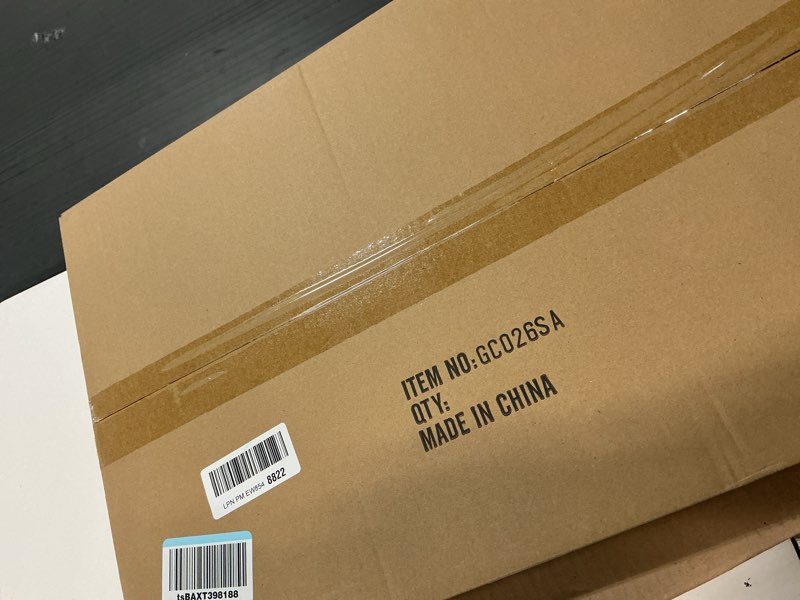 ITEM NO:GC026SA
QTY:
MADE IN CHINA
LPN PM EW854 8822
tsBAXT398188